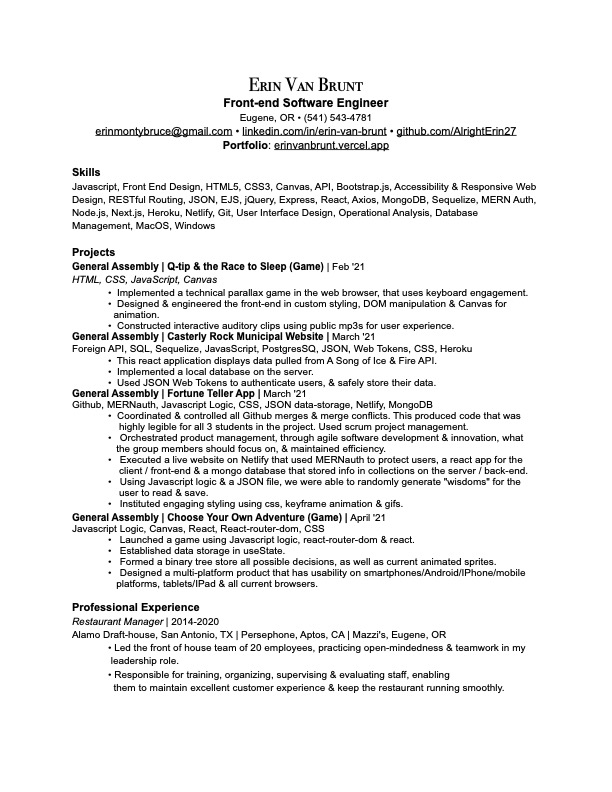 ERIN VAN BRUNT
Front-end Software Engineer
Eugene, OR • (541) 543-4781
erinmontybruce@gmail.com • linkedin.com/in/erin-van-brunt • github.com/AlrightErin27
Portfolio: erinvanbrunt.vercel.app
Skills
Javascript, Front End Design, HTML5, CSS3, Canvas, API, Bootstrap.js, Accessibility & Responsive Web
Design, RESTful Routing, JSON, EJS, jQuery, Express, React, Axios, MongoDB, Sequelize, MERN Auth,
Node.js, Next.js, Heroku, Netlify, Git, User Interface Design, Operational Analysis, Database
Management, MacOS, Windows
Projects
General Assembly | Q-tip & the Race to Sleep (Game) | Feb '21
HTML, CSS, JavaScript, Canvas
• Implemented a technical parallax game in the web browser, that uses keyboard engagement.
• Designed & engineered the front-end in custom styling, DOM manipulation & Canvas for
animation.
• Constructed interactive auditory clips using public mp3s for user experience.
General Assembly | Casterly Rock Municipal Website | March '21
Foreign API, SQL, Sequelize, JavasScript, PostgresSQ, JSON, Web Tokens, CSS, Heroku
• This react application displays data pulled from A Song of Ice & Fire API.
• Implemented a local database on the server.
• Used JSON Web Tokens to authenticate users, & safely store their data.
General Assembly | Fortune Teller App | March '21
Github, MERNauth, Javascript Logic, CSS, JSON data-storage, Netlify, MongoDB
• Coordinated & controlled all Github merges & merge conflicts. This produced code that was
highly legible for all 3 students in the project. Used scrum project management.
• Orchestrated product management, through agile software development & innovation, what
the group members should focus on, & maintained efficiency.
• Executed a live website on Netlify that used MERNauth to protect users, a react app for the
client / front-end & a mongo database that stored info in collections on the server / back-end.
• Using Javascript logic & a JSON file, we were able to randomly generate "wisdoms" for the
user to read & save.
• Instituted engaging styling using css, keyframe animation & gifs.
General Assembly | Choose Your Own Adventure (Game) | April '21
Javascript Logic, Canvas, React, React-router-dom, CSS
• Launched a game using Javascript logic, react-router-dom & react.
• Established data storage in useState.
• Formed a binary tree store all possible decisions, as well as current animated sprites.
• Designed a multi-platform product that has usability on smartphones/Android/IPhone/mobile
platforms, tablets/IPad & all current browsers.
Professional Experience
Restaurant Manager | 2014-2020
Alamo Draft-house, San Antonio, TX | Persephone, Aptos, CA | Mazzi's, Eugene, OR
• Led the front of house team of 20 employees, practicing open-mindedness & teamwork in my
leadership role.
• Responsible for training, organizing, supervising & evaluating staff, enabling
them to maintain excellent customer experience & keep the restaurant running smoothly.